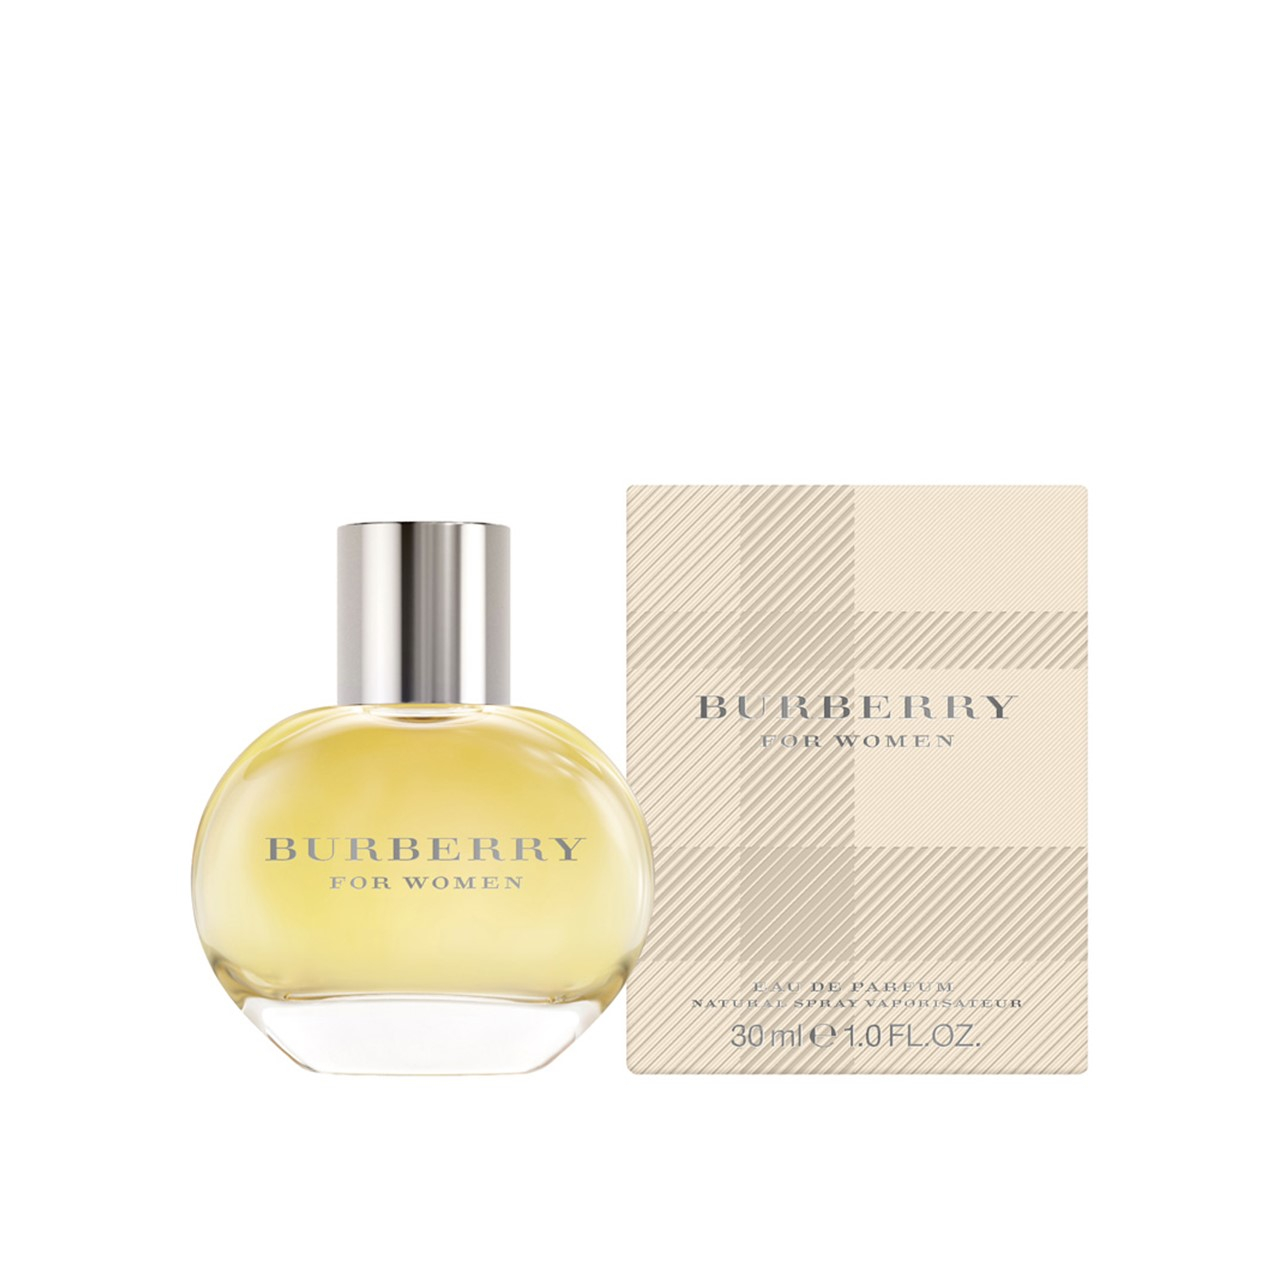 BURBERRY
FOR WOMEN
BURBERRY
FOR WOMEN
EAU DE PARFUM
NATURAL SPRAY VAPORISATEUR
30 ml ℮ 1.0 FL.OZ.